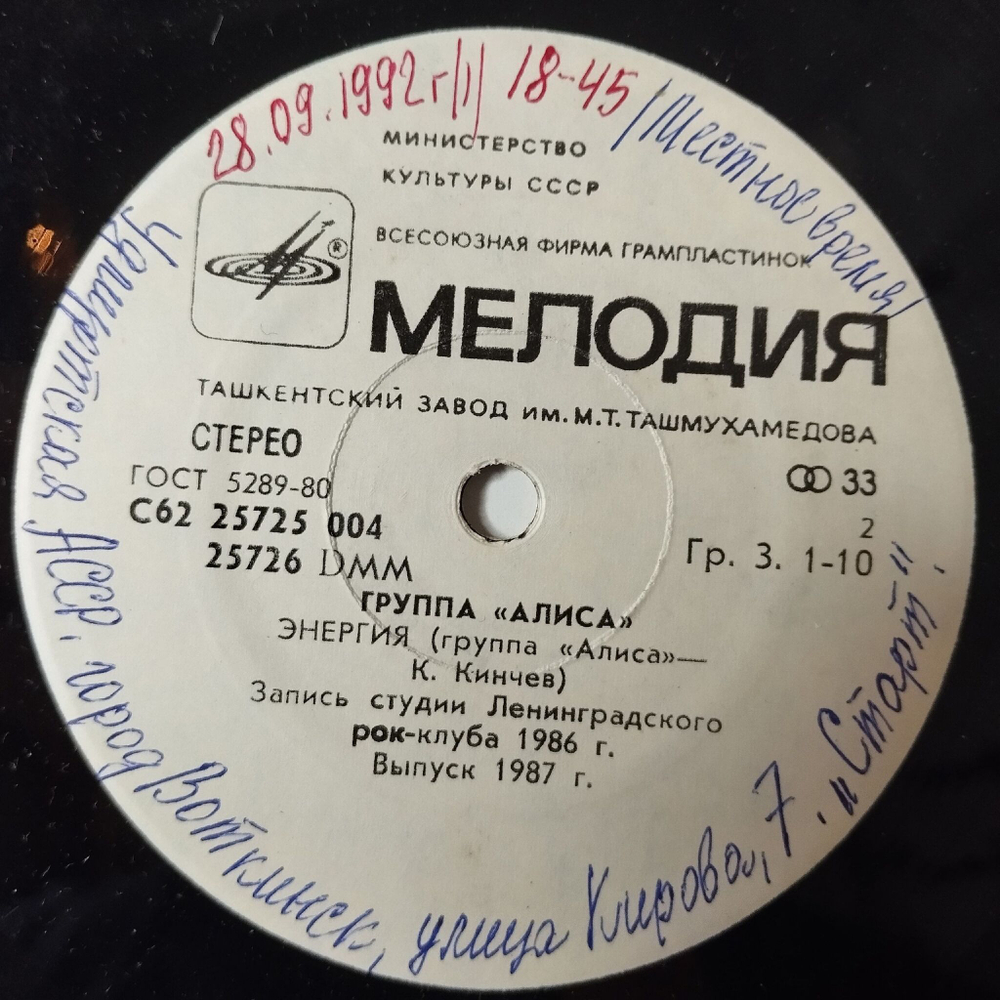 28.09.1992 г |1| 18-45 /Местное время/
МИНИСТЕРСТВО
КУЛЬТУРЫ СССР
®
ВСЕСОЮЗНАЯ ФИРМА ГРАМПЛАСТИНОК
МЕЛОДИЯ
ТАШКЕНТСКИЙ ЗАВОД им. М.Т. ТАШМУХАМЕДОВА
СТЕРЕО
ГОСТ 5289-80
33
С62 25725 004
2
25726 DMM
Гр. 3. 1-10
ГРУППА «АЛИСА»
ЭНЕРГИЯ (группа «Алиса»—
К. Кинчев)
Запись студии Ленинградского
рок-клуба 1986 г.
Выпуск 1987 г.
Удмуртская АССР, город Воткинск, улица Кирова, 7. „Старт".